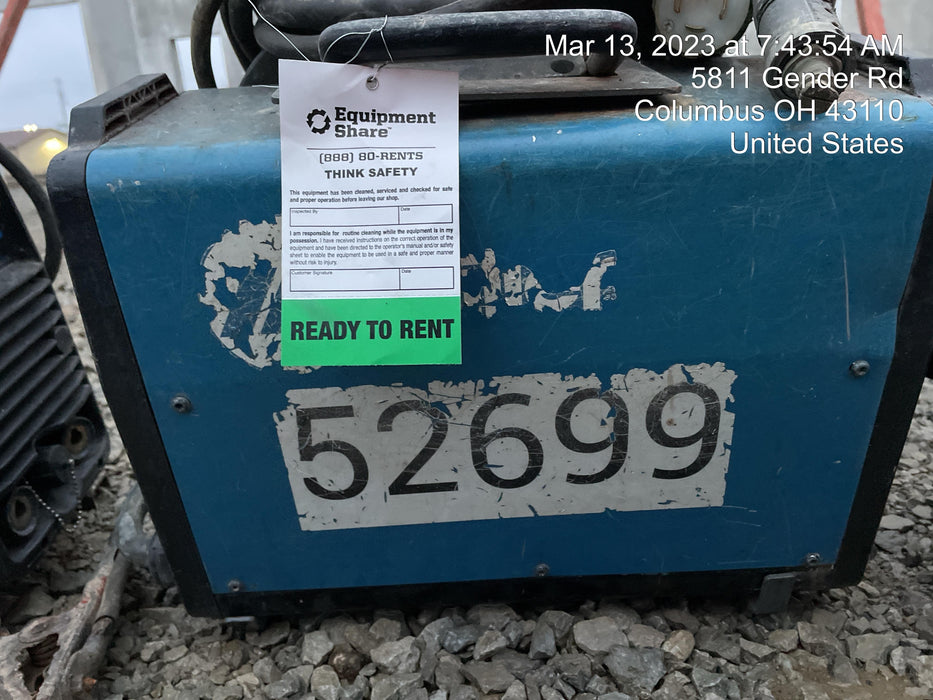 Mar 13, 2023 at 7:43:54 AM
5811 Gender Rd
Columbus OH 43110
United States
Equipment
Share™
(888) 80-RENTS
THINK SAFETY
This equipment has been cleaned, serviced and checked for safe
and proper operation before leaving our shop.
Inspected By Date
I am responsible for routine cleaning while the equipment is in my
possession. I have received instructions on the correct operation of the
equipment and have been directed to the operator's manual and/or safety
sheet to enable the equipment to be used in a safe and proper manner
without risk to injury.
Customer Signature Date
READY TO RENT
52699